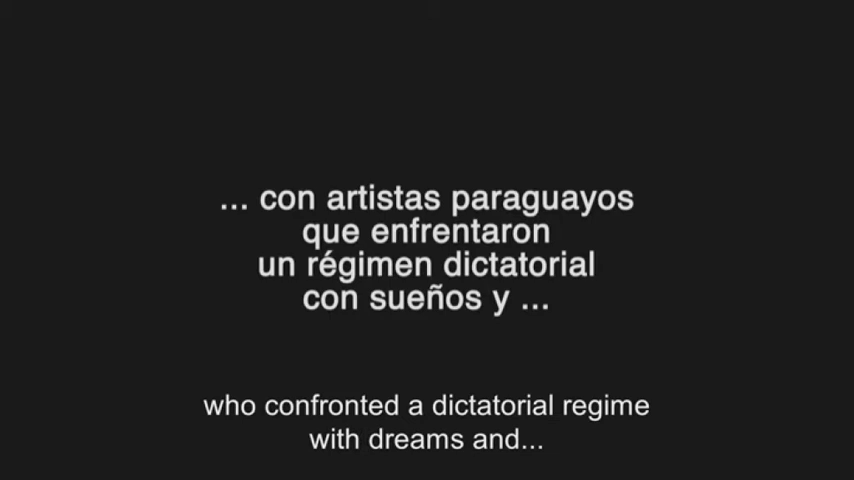 ... con artistas paraguayos
que enfrentaron
un régimen dictatorial
con sueños y ...
who confronted a dictatorial regime
with dreams and...